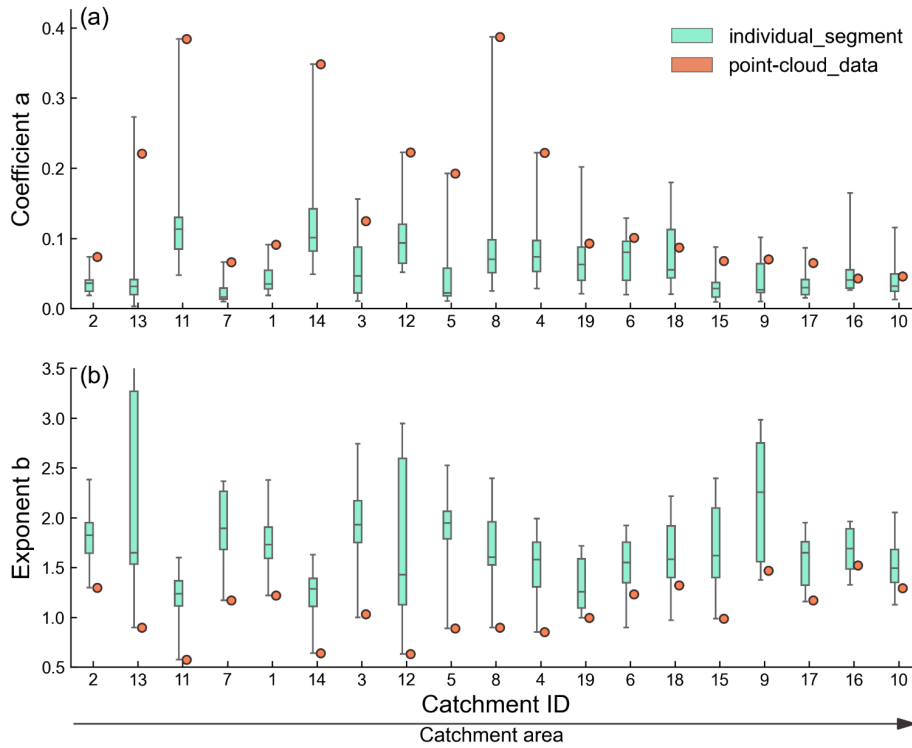 (a)
individual_segment
point-cloud_data
Coefficient a
0.4
0.3
0.2
0.1
0.0
2 13 11 7 1 14 3 12 5 8 4 19 6 18 15 9 17 16 10
(b)
Exponent b
3.5
3.0
2.5
2.0
1.5
1.0
0.5
2 13 11 7 1 14 3 12 5 8 4 19 6 18 15 9 17 16 10
Catchment ID
Catchment area